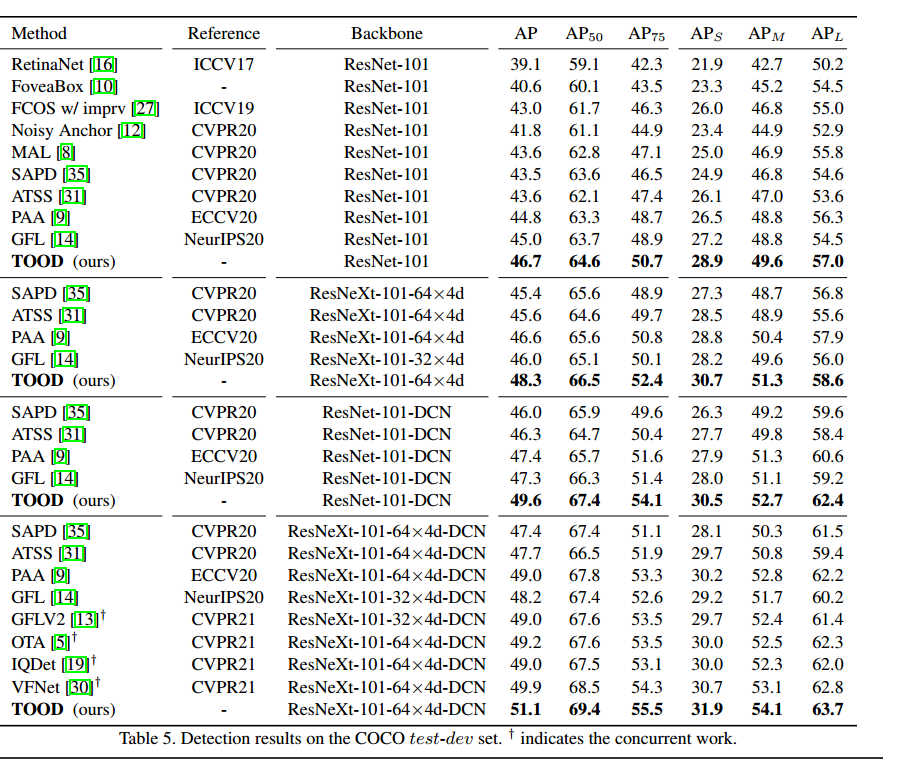 Method Reference Backbone AP AP50 AP75 APS APM APL
RetinaNet [16] ICCV17 ResNet-101 39.1 59.1 42.3 21.9 42.7 50.2
FoveaBox [10] - ResNet-101 40.6 60.1 43.5 23.3 45.2 54.5
FCOS w/ imprv [27] ICCV19 ResNet-101 43.0 61.7 46.3 26.0 46.8 55.0
Noisy Anchor [12] CVPR20 ResNet-101 41.8 61.1 44.9 23.4 44.9 52.9
MAL [8] CVPR20 ResNet-101 43.6 62.8 47.1 25.0 46.9 55.8
SAPD [35] CVPR20 ResNet-101 43.5 63.6 46.5 24.9 46.8 54.6
ATSS [31] CVPR20 ResNet-101 43.6 62.1 47.4 26.1 47.0 53.6
PAA [9] ECCV20 ResNet-101 44.8 63.3 48.7 26.5 48.8 56.3
GFL [14] NeurIPS20 ResNet-101 45.0 63.7 48.9 27.2 48.8 54.5
TOOD (ours) - ResNet-101 46.7 64.6 50.7 28.9 49.6 57.0
SAPD [35] CVPR20 ResNeXt-101-64×4d 45.4 65.6 48.9 27.3 48.7 56.8
ATSS [31] CVPR20 ResNeXt-101-64×4d 45.6 64.6 49.7 28.5 48.9 55.6
PAA [9] ECCV20 ResNeXt-101-64×4d 46.6 65.6 50.8 28.8 50.4 57.9
GFL [14] NeurIPS20 ResNeXt-101-32×4d 46.0 65.1 50.1 28.2 49.6 56.0
TOOD (ours) - ResNeXt-101-64×4d 48.3 66.5 52.4 30.7 51.3 58.6
SAPD [35] CVPR20 ResNet-101-DCN 46.0 65.9 49.6 26.3 49.2 59.6
ATSS [31] CVPR20 ResNet-101-DCN 46.3 64.7 50.4 27.7 49.8 58.4
PAA [9] ECCV20 ResNet-101-DCN 47.4 65.7 51.6 27.9 51.3 60.6
GFL [14] NeurIPS20 ResNet-101-DCN 47.3 66.3 51.4 28.0 51.1 59.2
TOOD (ours) - ResNet-101-DCN 49.6 67.4 54.1 30.5 52.7 62.4
SAPD [35] CVPR20 ResNeXt-101-64×4d-DCN 47.4 67.4 51.1 28.1 50.3 61.5
ATSS [31] CVPR20 ResNeXt-101-64×4d-DCN 47.7 66.5 51.9 29.7 50.8 59.4
PAA [9] ECCV20 ResNeXt-101-64×4d-DCN 49.0 67.8 53.3 30.2 52.8 62.2
GFL [14] NeurIPS20 ResNeXt-101-32×4d-DCN 48.2 67.4 52.6 29.2 51.7 60.2
GFLV2 [13]† CVPR21 ResNeXt-101-32×4d-DCN 49.0 67.6 53.5 29.7 52.4 61.4
OTA [5]† CVPR21 ResNeXt-101-64×4d-DCN 49.2 67.6 53.5 30.0 52.5 62.3
IQDet [19]† CVPR21 ResNeXt-101-64×4d-DCN 49.0 67.5 53.1 30.0 52.3 62.0
VFNet [30]† CVPR21 ResNeXt-101-64×4d-DCN 49.9 68.5 54.3 30.7 53.1 62.8
TOOD (ours) - ResNeXt-101-64×4d-DCN 51.1 69.4 55.5 31.9 54.1 63.7
Table 5. Detection results on the COCO test-dev set. † indicates the concurrent work.